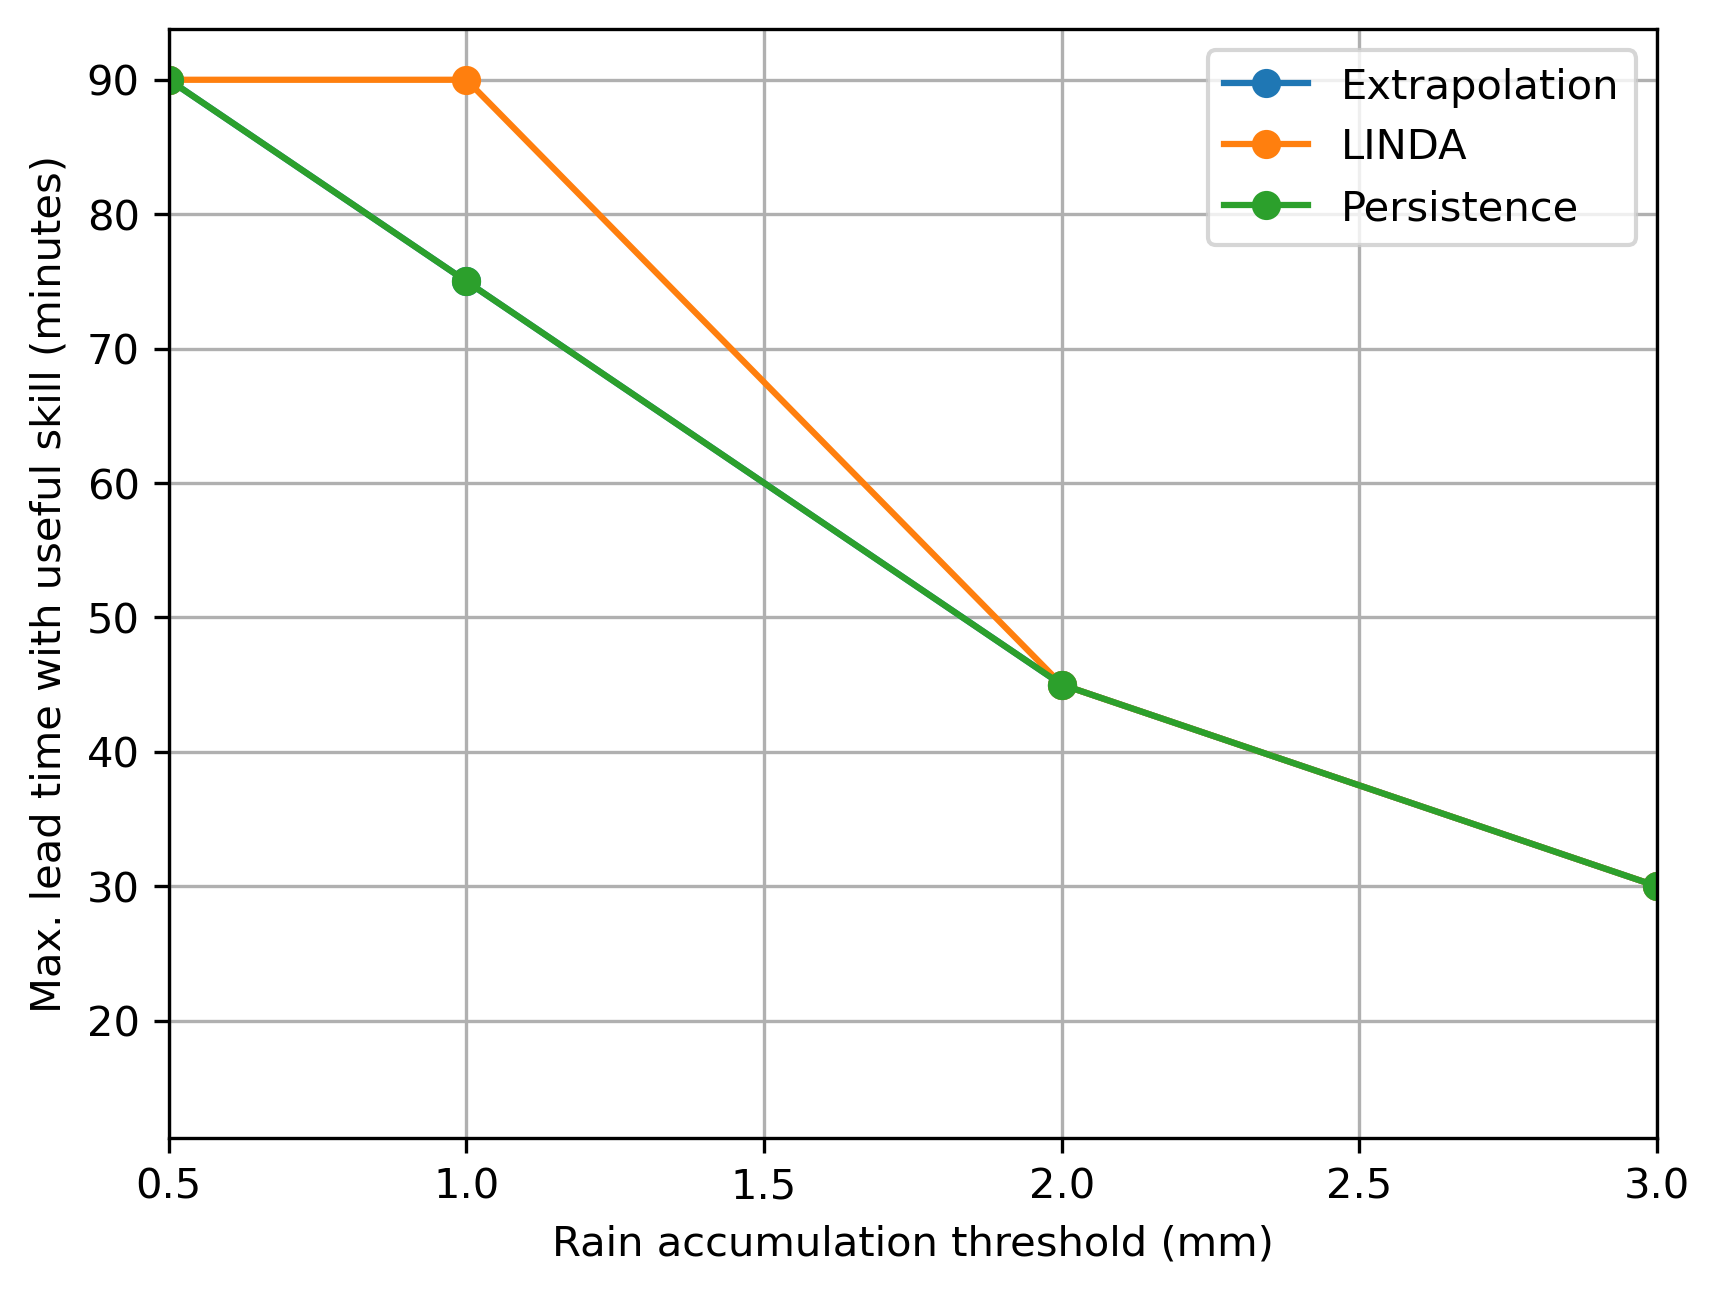 90
80
70
60
50
40
30
20
Max. lead time with useful skill (minutes)
Extrapolation
LINDA
Persistence
0.5 1.0 1.5 2.0 2.5 3.0
Rain accumulation threshold (mm)